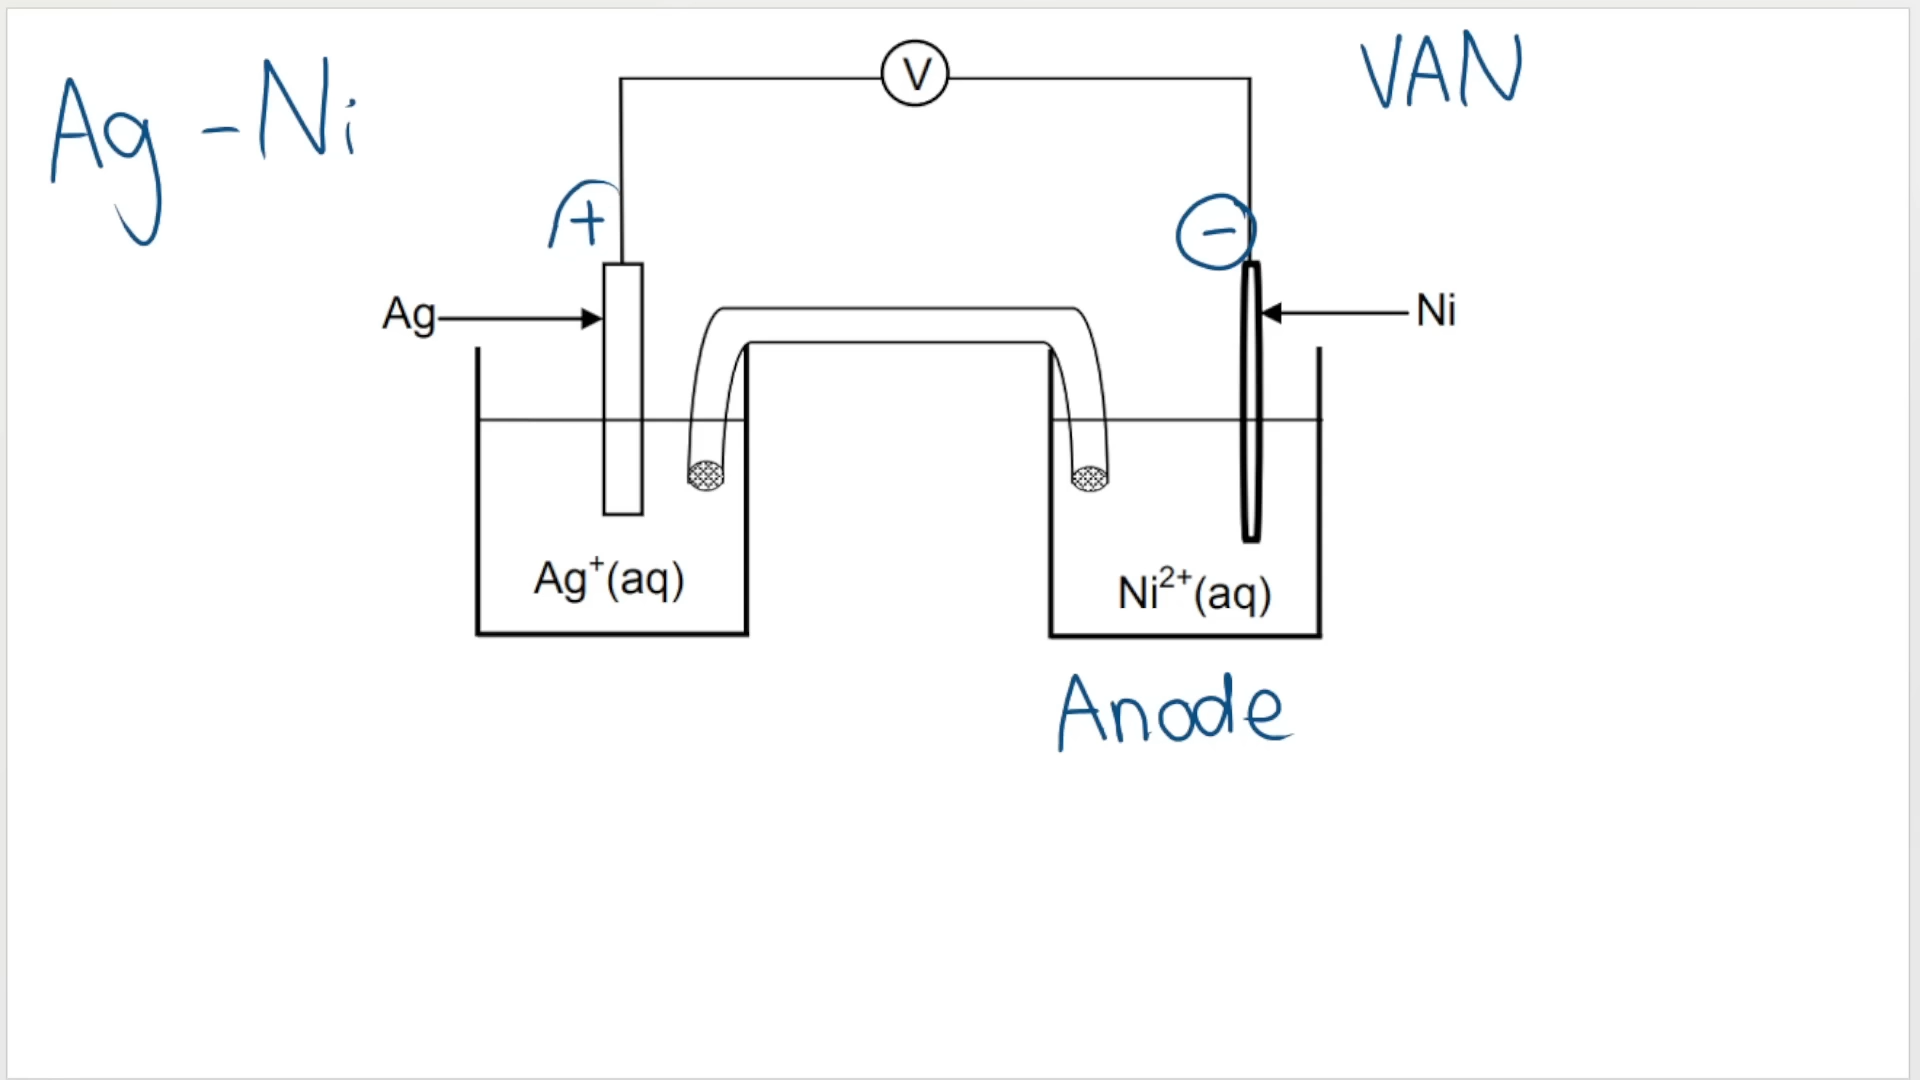 Ag - Ni
V
VAN
+
−
Ag
Ni
Ag⁺(aq)
Ni²⁺(aq)
Anode